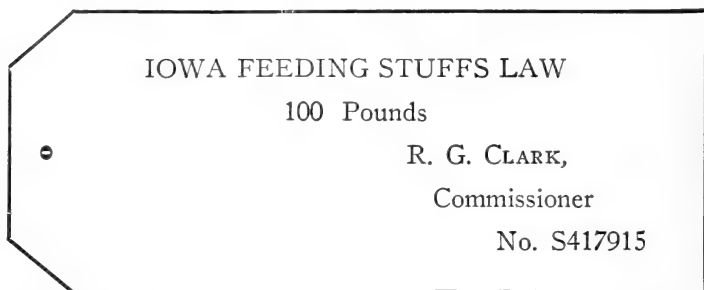 IOWA FEEDING STUFFS LAW
100 Pounds
R. G. CLARK,
Commissioner
No. S417915